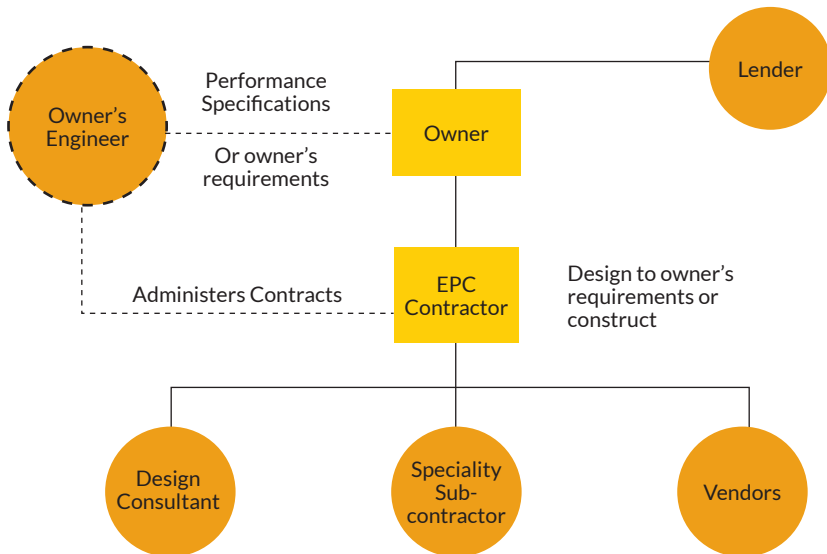 Performance
Specifications
Lender
Owner's
Engineer
Owner
Or owner's
requirements
EPC
Contractor
Design to owner's
requirements or
construct
Administers Contracts
Design
Consultant
Speciality
Sub-
contractor
Vendors